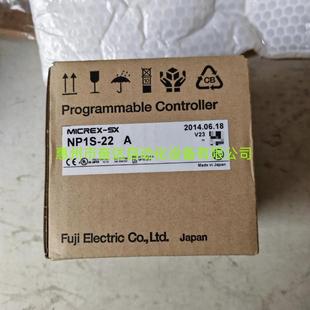 CB
Programmable Controller
MICREX-SX
2014.06.18
NP1S-22 A
V23
Made in Japan
Fuji Electric Co.,Ltd. Japan